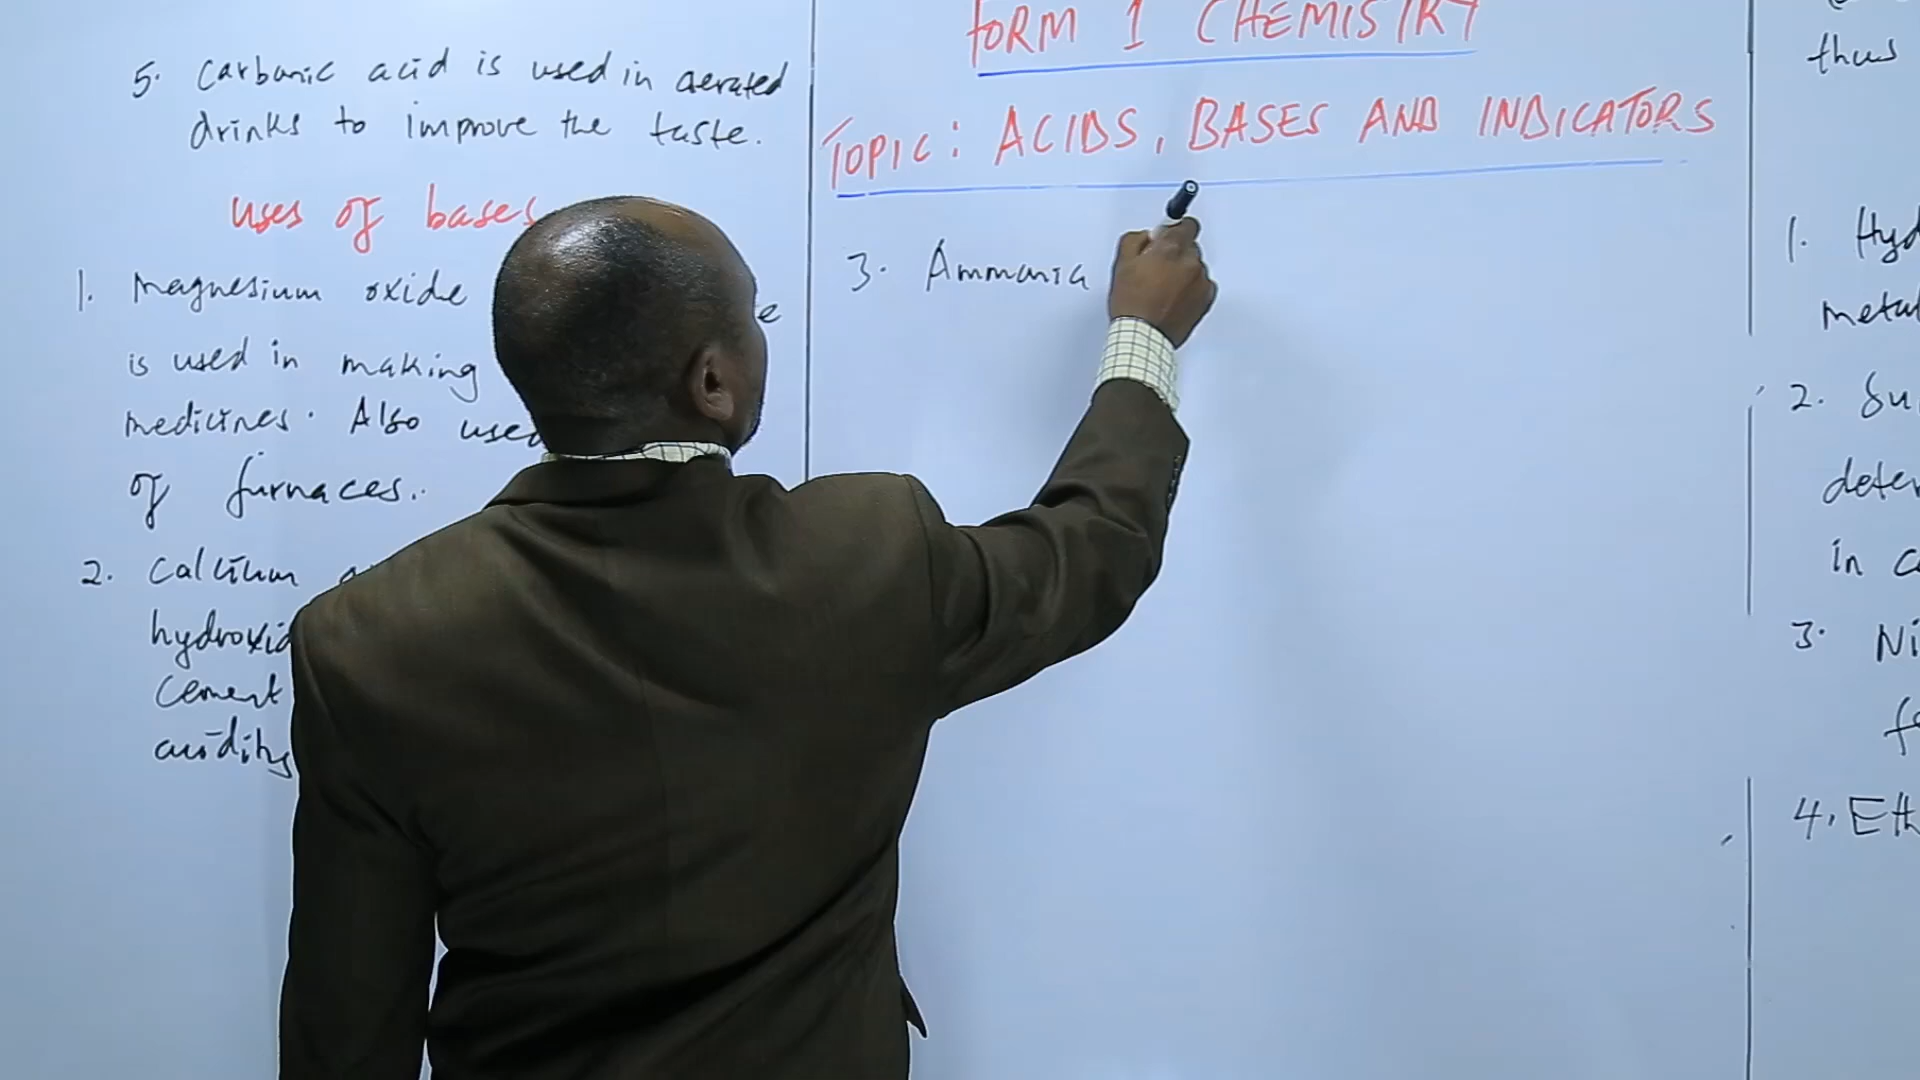 5. Carbonic acid is used in aerated
drinks to improve the taste.
Uses of bases
1. Magnesium oxide
is used in making
medicines. Also used
of furnaces.
2. Calcium
hydroxid
cement
acidity
FORM 1 CHEMISTRY
TOPIC: ACIDS, BASES AND INDICATORS
3. Ammonia
thus
1. Hyd
metal
2. Su
deter
in c
3. Ni
f
4. Eth